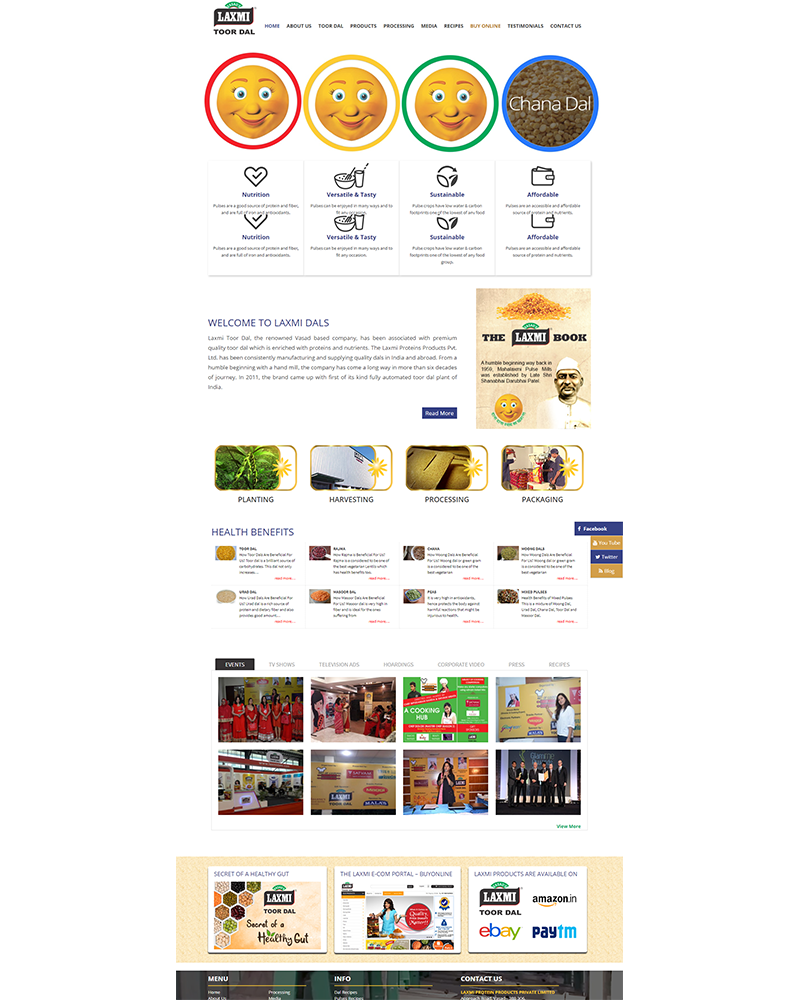 LAXMI
TOOR DAL
HOME ABOUT US TOOR DAL PRODUCTS PROCESSING MEDIA RECIPES BUY ONLINE TESTIMONIALS CONTACT US
Chana Dal
Nutrition
Pulses are a good source of protein and fiber,
and are full of iron and antioxidants.
Versatile & Tasty
Pulses can be enjoyed in many ways and to
fit any occasion.
Sustainable
Pulse crops have low water & carbon
footprints one of the lowest of any food
Affordable
Pulses are an accessible and affordable
source of protein and nutrients.
Nutrition
Pulses are a good source of protein and fiber,
and are full of iron and antioxidants.
Versatile & Tasty
Pulses can be enjoyed in many ways and to
fit any occasion.
Sustainable
Pulse crops have low water & carbon
footprints one of the lowest of any food
group.
Affordable
Pulses are an accessible and affordable
source of protein and nutrients.
WELCOME TO LAXMI DALS
Laxmi Toor Dal, the renowned Vasad based company, has been associated with premium
quality toor dal which is enriched with proteins and nutrients. The Laxmi Proteins Products Pvt.
Ltd. has been consistently manufacturing and supplying quality dals in India and abroad. From a
humble beginning with a hand mill, the company has come a long way in more than six decades
of journey. In 2011, the brand came up with first of its kind fully automated toor dal plant of
India.
Read More
THE LAXMI BOOK
A humble beginning way back in
1959, Mahalaxmi Pulse Mills
was established by Late Shri
Shanabhai Darubhai Patel.
PLANTING
HARVESTING
PROCESSING
PACKAGING
Facebook
You Tube
Twitter
Blog
HEALTH BENEFITS
TOOR DAL
How Toor Dals Are Beneficial For
Us! Toor dal is a brilliant source of
carbohydrates. This dal not only
increases....
read more...
RAJMA
How Rajma is Beneficial For Us!
Rajma is a considered to be one of
the best vegetarian Lentils which
has health benefits too.
read more...
CHANA
How Moong Dals Are Beneficial
For Us! Moong dal or green gram
is a considered to be one of the
best vegetarian
read more...
MOONG DALS
How Moong Dals Are Beneficial
For Us! Moong dal or green gram
is a considered to be one of the
best vegetarian
read more...
URAD DAL
How Urad Dals Are Beneficial For
Us! Urad dal is a rich source of
protein and dietary fiber and also
provides good amount....
read more...
MASOOR DAL
How Masoor Dals Are Beneficial
For Us! Masoor dal is very high in
fiber and is ideal for the ones
suffering from
read more...
PEAS
It is very high in antioxidants,
hence protects the body against
harmful reactions that might be
injurious to health.
read more...
MIXED PULSES
Health Benefits of Mixed Pulses
This is a mixture of Moong Dal,
Urad Dal, Chana Dal, Toor Dal and
Masoor Dal.
read more...
EVENTS TV SHOWS TELEVISION ADS HOARDINGS CORPORATE VIDEO PRESS RECIPES
A COOKING
HUB
View More
SECRET OF A HEALTHY GUT
LAXMI
TOOR DAL
Secret of a
Healthy Gut
THE LAXMI E-COM PORTAL – BUYONLINE
Quality,
LAXMI PRODUCTS ARE AVAILABLE ON
LAXMI
TOOR DAL
amazon.in
ebay
paytm
MENU
Home
About Us
Processing
Media
INFO
Dal Recipes
Pulses Recipes
CONTACT US
LAXMI PROTEIN PRODUCTS PRIVATE LIMITED